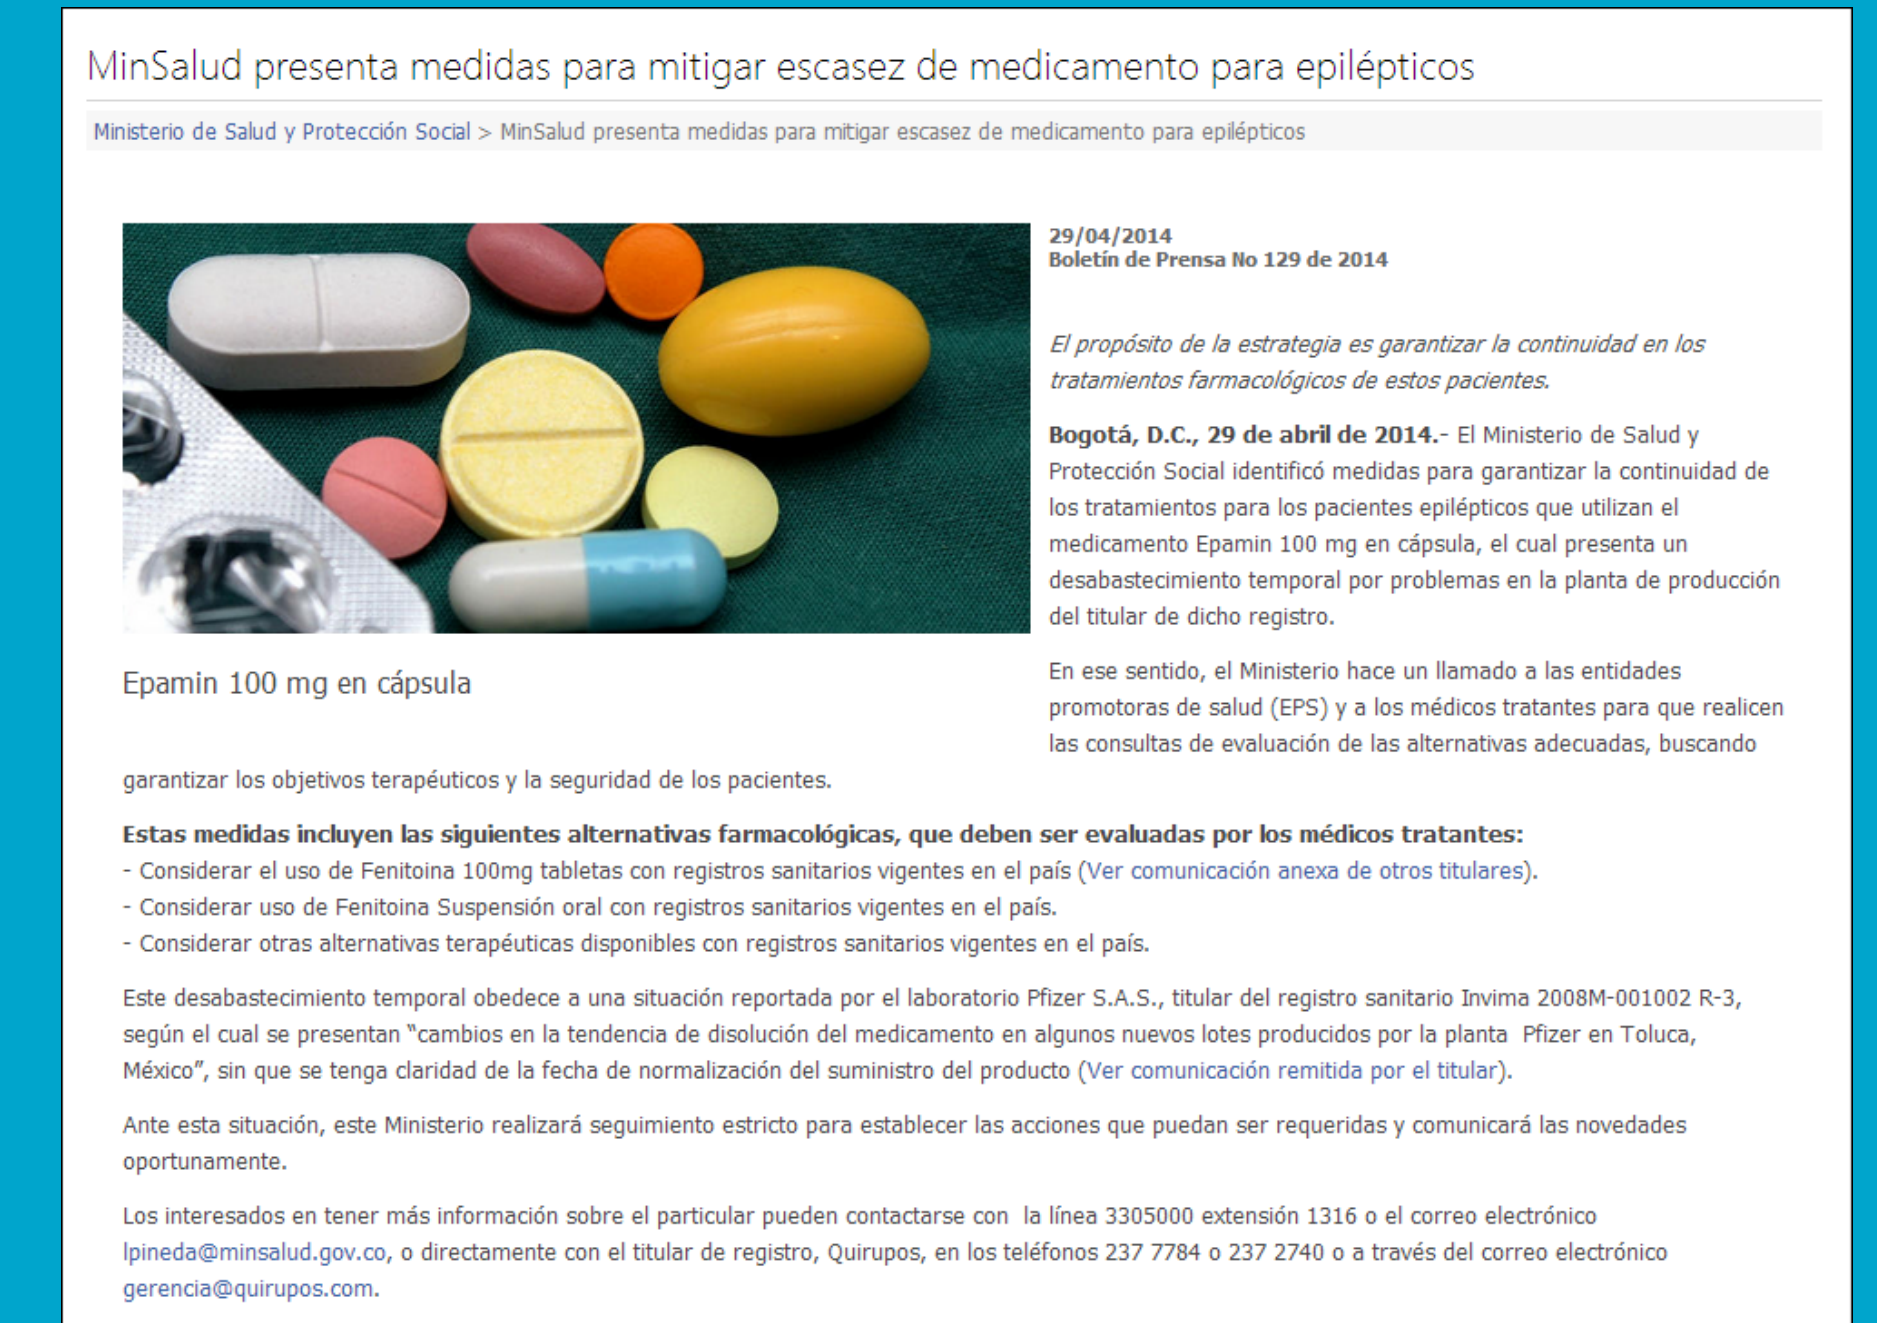 MinSalud presenta medidas para mitigar escasez de medicamento para epilépticos
Ministerio de Salud y Protección Social > MinSalud presenta medidas para mitigar escasez de medicamento para epilépticos
29/04/2014
Boletín de Prensa No 129 de 2014
El propósito de la estrategia es garantizar la continuidad en los
tratamientos farmacológicos de estos pacientes.
Bogotá, D.C., 29 de abril de 2014.- El Ministerio de Salud y
Protección Social identificó medidas para garantizar la continuidad de
los tratamientos para los pacientes epilépticos que utilizan el
medicamento Epamin 100 mg en cápsula, el cual presenta un
desabastecimiento temporal por problemas en la planta de producción
del titular de dicho registro.
Epamin 100 mg en cápsula
En ese sentido, el Ministerio hace un llamado a las entidades
promotoras de salud (EPS) y a los médicos tratantes para que realicen
las consultas de evaluación de las alternativas adecuadas, buscando
garantizar los objetivos terapéuticos y la seguridad de los pacientes.
Estas medidas incluyen las siguientes alternativas farmacológicas, que deben ser evaluadas por los médicos tratantes:
- Considerar el uso de Fenitoina 100mg tabletas con registros sanitarios vigentes en el país (Ver comunicación anexa de otros titulares).
- Considerar uso de Fenitoina Suspensión oral con registros sanitarios vigentes en el país.
- Considerar otras alternativas terapéuticas disponibles con registros sanitarios vigentes en el país.
Este desabastecimiento temporal obedece a una situación reportada por el laboratorio Pfizer S.A.S., titular del registro sanitario Invima 2008M-001002 R-3,
según el cual se presentan “cambios en la tendencia de disolución del medicamento en algunos nuevos lotes producidos por la planta  Pfizer en Toluca,
México”, sin que se tenga claridad de la fecha de normalización del suministro del producto (Ver comunicación remitida por el titular).
Ante esta situación, este Ministerio realizará seguimiento estricto para establecer las acciones que puedan ser requeridas y comunicará las novedades
oportunamente.
Los interesados en tener más información sobre el particular pueden contactarse con  la línea 3305000 extensión 1316 o el correo electrónico
lpineda@minsalud.gov.co, o directamente con el titular de registro, Quirupos, en los teléfonos 237 7784 o 237 2740 o a través del correo electrónico
gerencia@quirupos.com.